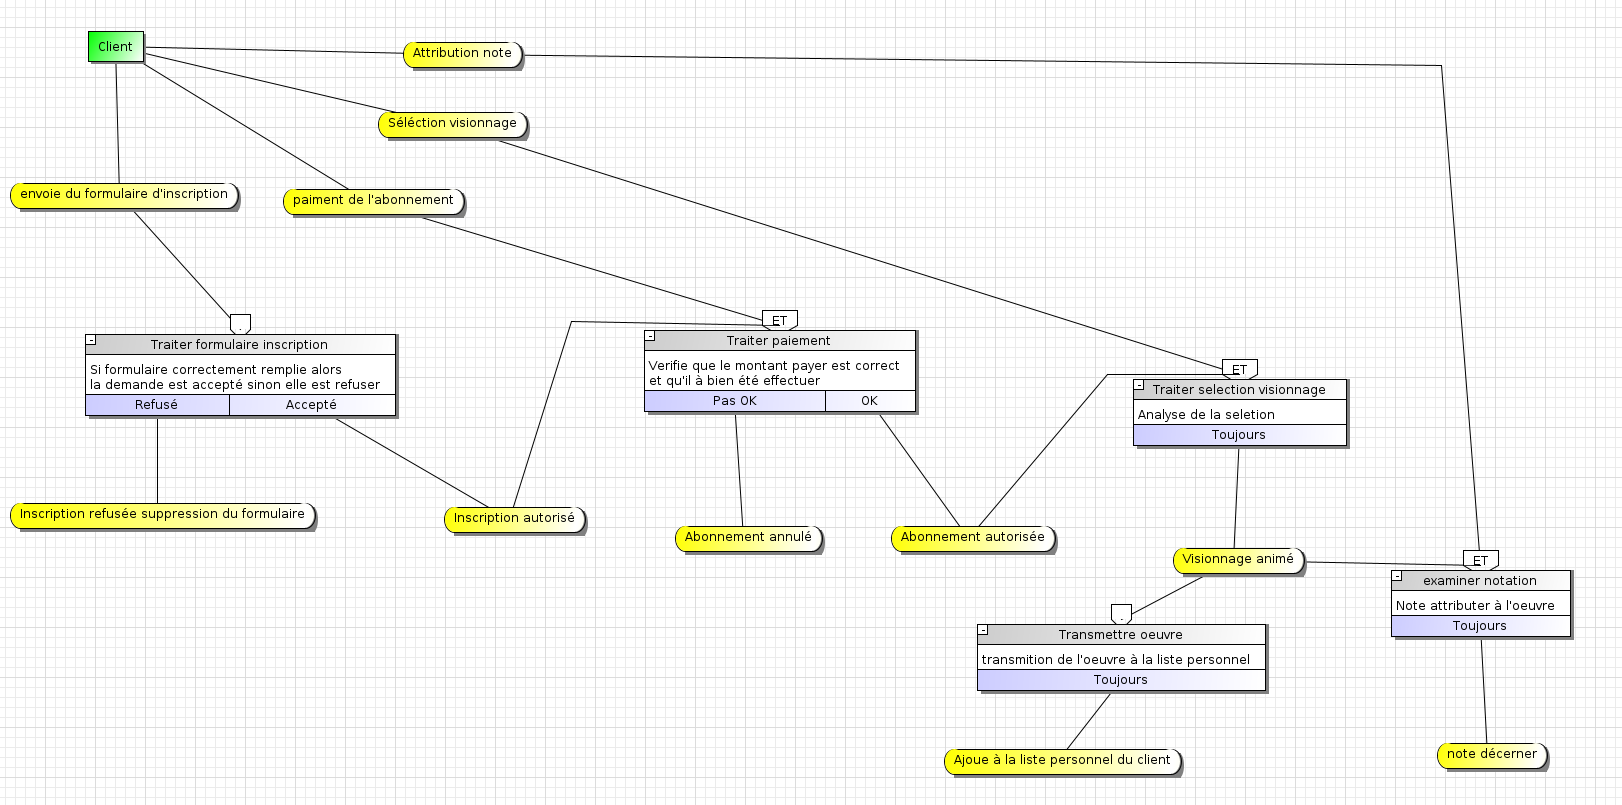 Client
Attribution note
Séléction visionnage
envoie du formulaire d'inscription
paiment de l'abonnement
.
Traiter formulaire inscription
Si formulaire correctement remplie alors
la demande est accepté sinon elle est refuser
Refusé
Accepté
ET
Traiter paiement
Verifie que le montant payer est correct
et qu'il à bien été effectuer
Pas OK
OK
ET
Traiter selection visionnage
Analyse de la seletion
Toujours
Inscription refusée suppression du formulaire
Inscription autorisé
Abonnement annulé
Abonnement autorisée
Visionnage animé
ET
examiner notation
Note attributer à l'oeuvre
Toujours
.
Transmettre oeuvre
transmition de l'oeuvre à la liste personnel
Toujours
Ajoue à la liste personnel du client
note décerner